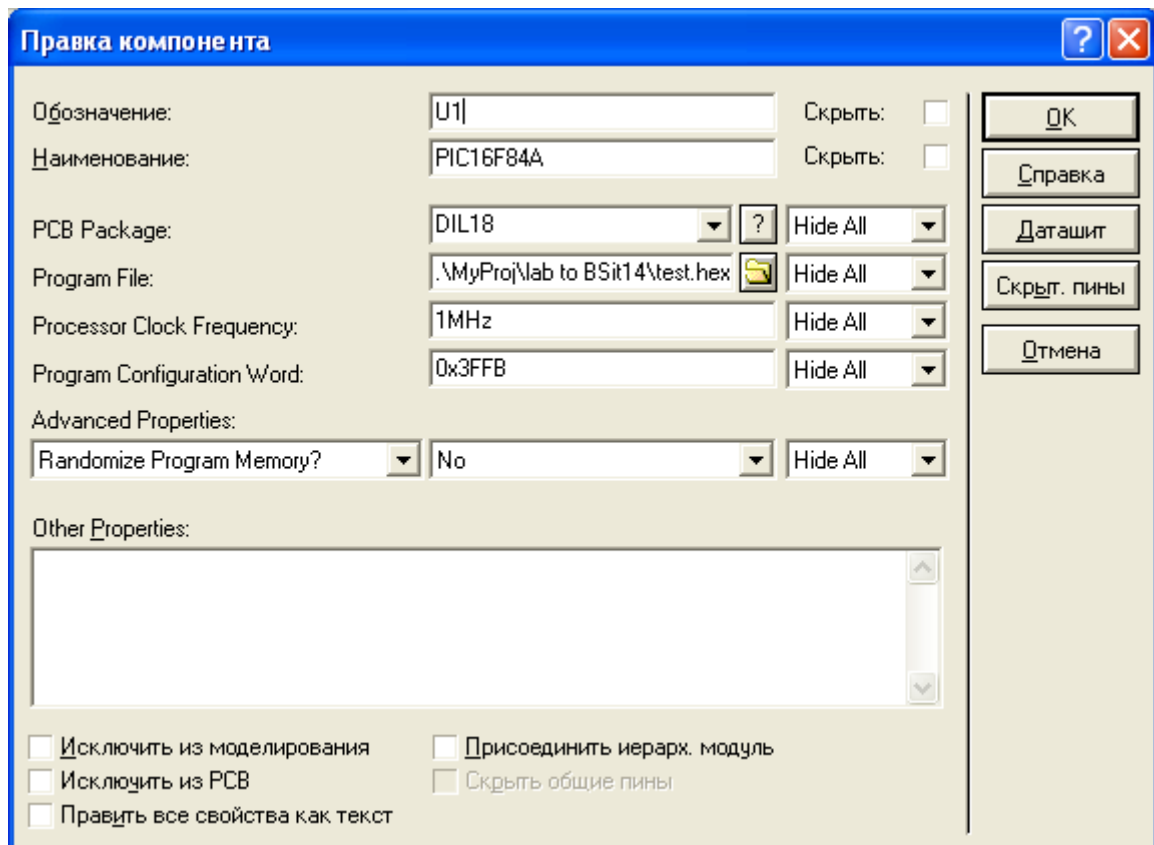 Правка компонента
Обозначение: U1 Скрыть: OK
Наименование: PIC16F84A Скрыть: Справка
PCB Package: DIL18 ? Hide All Даташит
Program File: .\MyProj\lab to BSit14\test.hex Hide All Скрыт. пины
Processor Clock Frequency: 1MHz Hide All
Program Configuration Word: 0x3FFB Hide All Отмена
Advanced Properties:
Randomize Program Memory? No Hide All
Other Properties:
Исключить из моделирования Присоединить иерарх. модуль
Исключить из PCB Скрыть общие пины
Править все свойства как текст